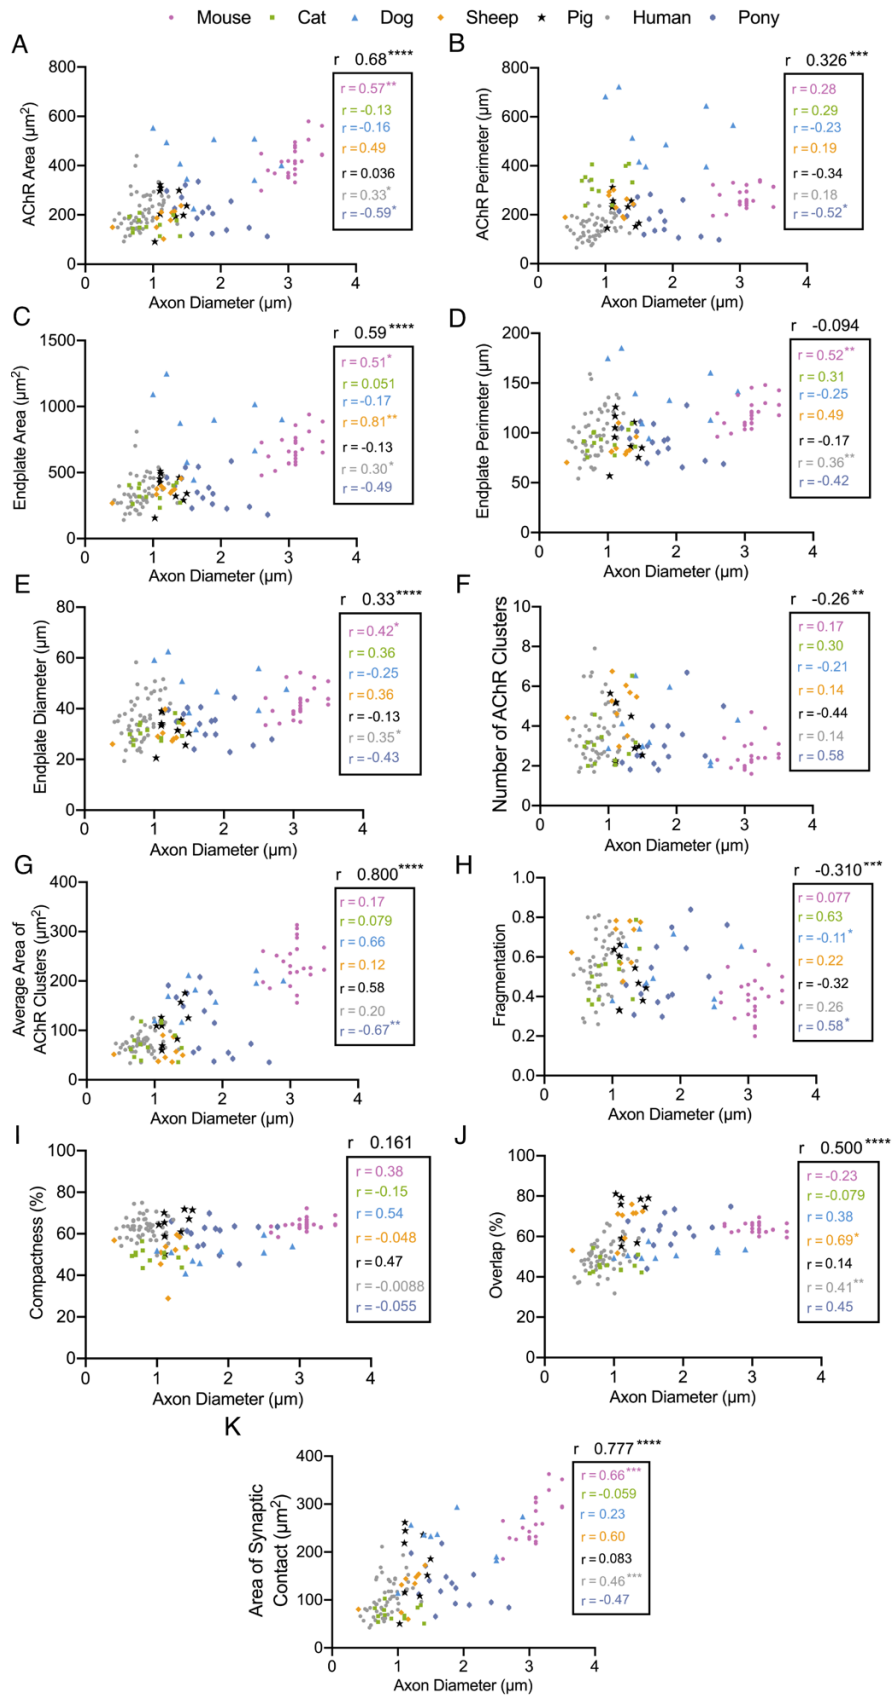 Mouse Cat Dog Sheep Pig Human Pony
A
r 0.68****
AChR Area (µm²)
800
600
400
200
0
0 1 2 3 4
Axon Diameter (µm)
r = 0.57**
r = -0.13
r = -0.16
r = 0.49
r = 0.036
r = 0.33*
r = -0.59*
B
r 0.326***
AChR Perimeter (µm)
800
600
400
200
0
0 1 2 3 4
Axon Diameter (µm)
r = 0.28
r = 0.29
r = -0.23
r = 0.19
r = -0.34
r = 0.18
r = -0.52*
C
r 0.59****
Endplate Area (µm²)
1500
1000
500
0
0 1 2 3 4
Axon Diameter (µm)
r = 0.51*
r = 0.051
r = -0.17
r = 0.81**
r = -0.13
r = 0.30*
r = -0.49
D
r -0.094
Endplate Perimeter (µm)
200
150
100
50
0
0 1 2 3 4
Axon Diameter (µm)
r = 0.52**
r = 0.31
r = -0.25
r = 0.49
r = -0.17
r = 0.36**
r = -0.42
E
r 0.33****
Endplate Diameter (µm)
80
60
40
20
0
0 1 2 3 4
Axon Diameter (µm)
r = 0.42*
r = 0.36
r = -0.25
r = 0.36
r = -0.13
r = 0.35*
r = -0.43
F
r -0.26**
Number of AChR Clusters
10
8
6
4
2
0
0 1 2 3 4
Axon Diameter (µm)
r = 0.17
r = 0.30
r = -0.21
r = 0.14
r = -0.44
r = 0.14
r = 0.58
G
r 0.800****
Average Area of
AChR Clusters (µm²)
400
300
200
100
0
0 1 2 3 4
Axon Diameter (µm)
r = 0.17
r = 0.079
r = 0.66
r = 0.12
r = 0.58
r = 0.20
r = -0.67**
H
r -0.310***
Fragmentation
1.0
0.8
0.6
0.4
0.2
0.0
0 1 2 3 4
Axon Diameter (µm)
r = 0.077
r = 0.63
r = -0.11*
r = 0.22
r = -0.32
r = 0.26
r = 0.58*
I
r 0.161
Compactness (%)
100
80
60
40
20
0
0 1 2 3 4
Axon Diameter (µm)
r = 0.38
r = -0.15
r = 0.54
r = -0.048
r = 0.47
r = -0.0088
r = -0.055
J
r 0.500****
Overlap (%)
100
80
60
40
20
0
0 1 2 3 4
Axon Diameter (µm)
r = -0.23
r = -0.079
r = 0.38
r = 0.69*
r = 0.14
r = 0.41**
r = 0.45
K
r 0.777****
Area of Synaptic
Contact (µm²)
400
300
200
100
0
0 1 2 3 4
Axon Diameter (µm)
r = 0.66***
r = -0.059
r = 0.23
r = 0.60
r = 0.083
r = 0.46***
r = -0.47